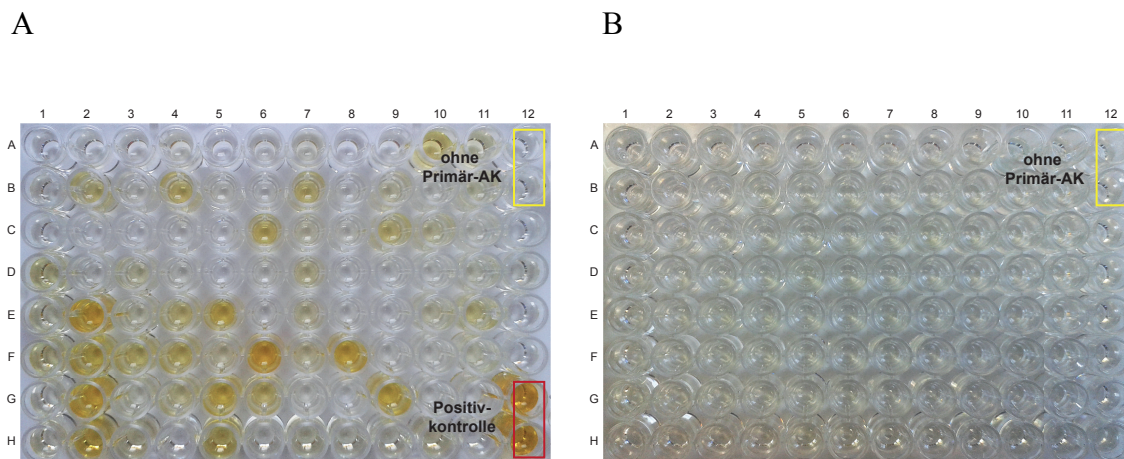 A
B
1 2 3 4 5 6 7 8 9 10 11 12
A
B
C
D
E
F
G
H
ohne
Primär-AK
Positiv-
kontrolle
1 2 3 4 5 6 7 8 9 10 11 12
A
B
C
D
E
F
G
H
ohne
Primär-AK